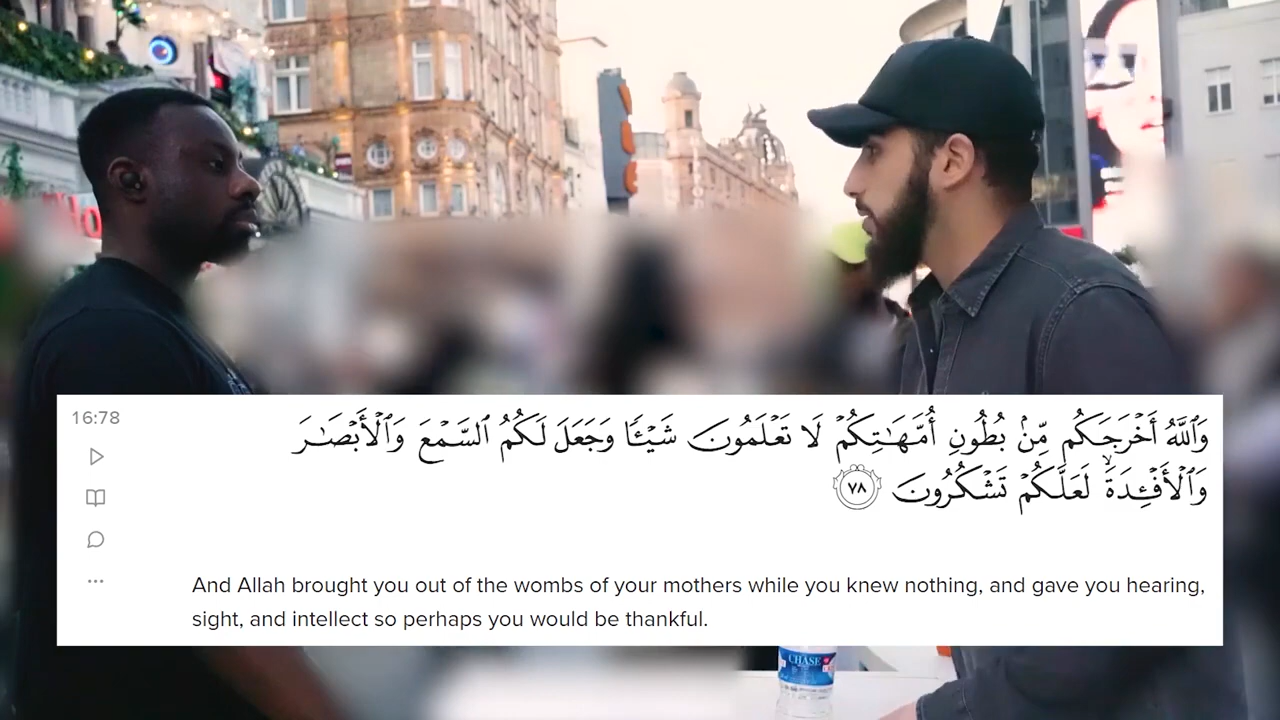 16:78
وَٱللَّهُ أَخْرَجَكُم مِّنۢ بُطُونِ أُمَّهَـٰتِكُمْ لَا تَعْلَمُونَ شَيْـًٔا وَجَعَلَ لَكُمُ ٱلسَّمْعَ وَٱلْأَبْصَـٰرَ
وَٱلْأَفْـِٔدَةَ ۙ لَعَلَّكُمْ تَشْكُرُونَ ٧٨
And Allah brought you out of the wombs of your mothers while you knew nothing, and gave you hearing,
sight, and intellect so perhaps you would be thankful.
CHASE